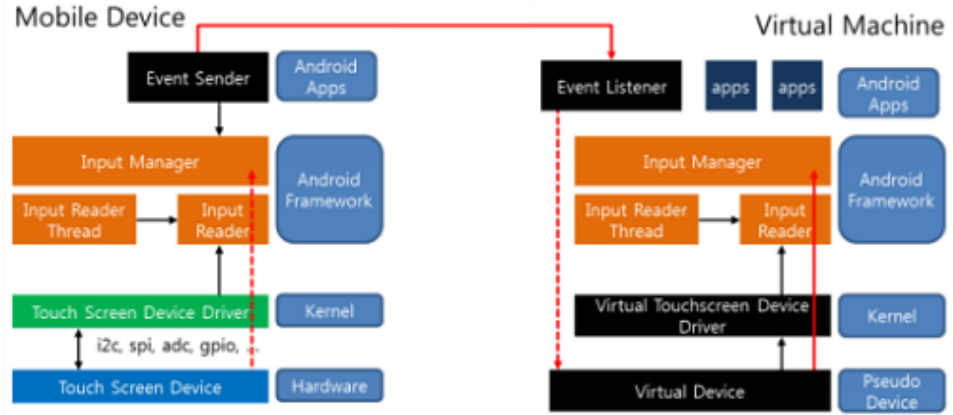 Mobile Device
Virtual Machine
Event Sender
Android
Apps
Event Listener
apps
apps
Android
Apps
Input Manager
Android
Framework
Input Reader
Thread
Input
Reader
Input Manager
Android
Framework
Input Reader
Thread
Input
Reader
Touch Screen Device Driver
Kernel
i2c, spi, adc, gpio, ...
Touch Screen Device
Hardware
Virtual Touchscreen Device
Driver
Kernel
Virtual Device
Pseudo
Device